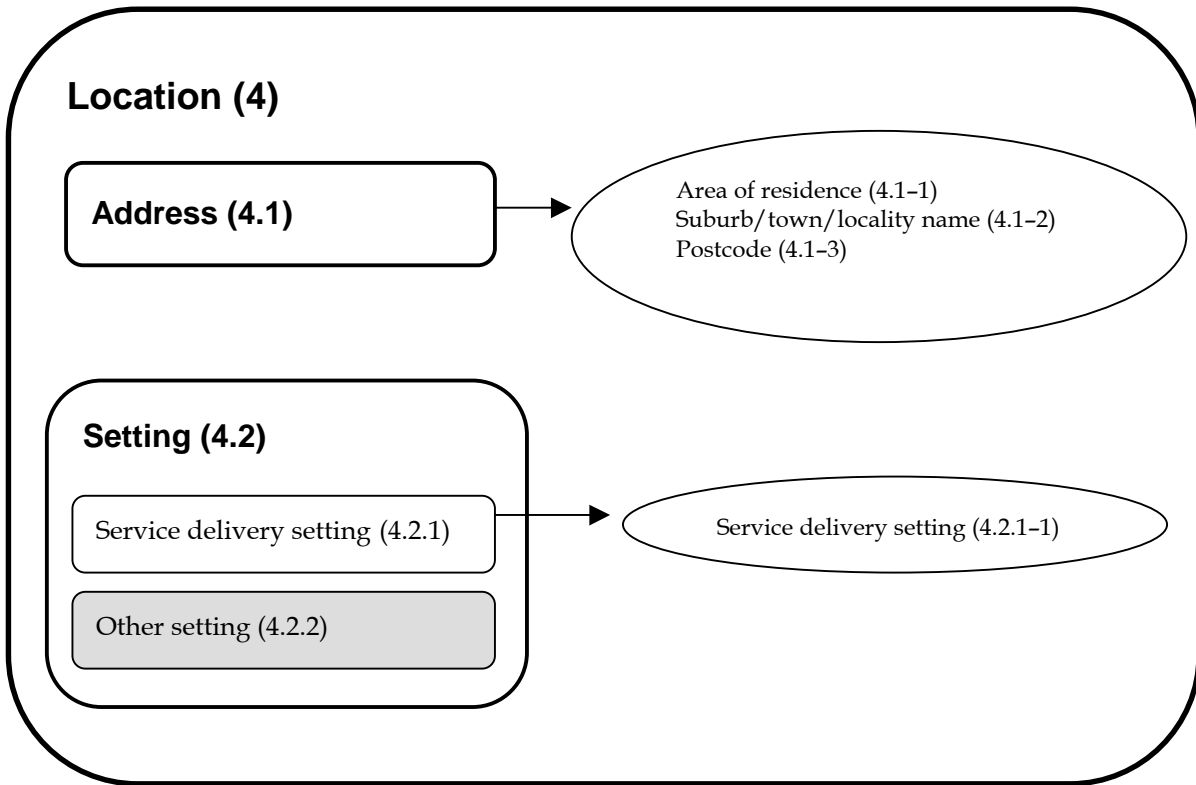 Location (4)
Address (4.1)
Area of residence (4.1–1)
Suburb/town/locality name (4.1–2)
Postcode (4.1–3)
Setting (4.2)
Service delivery setting (4.2.1)
Service delivery setting (4.2.1–1)
Other setting (4.2.2)